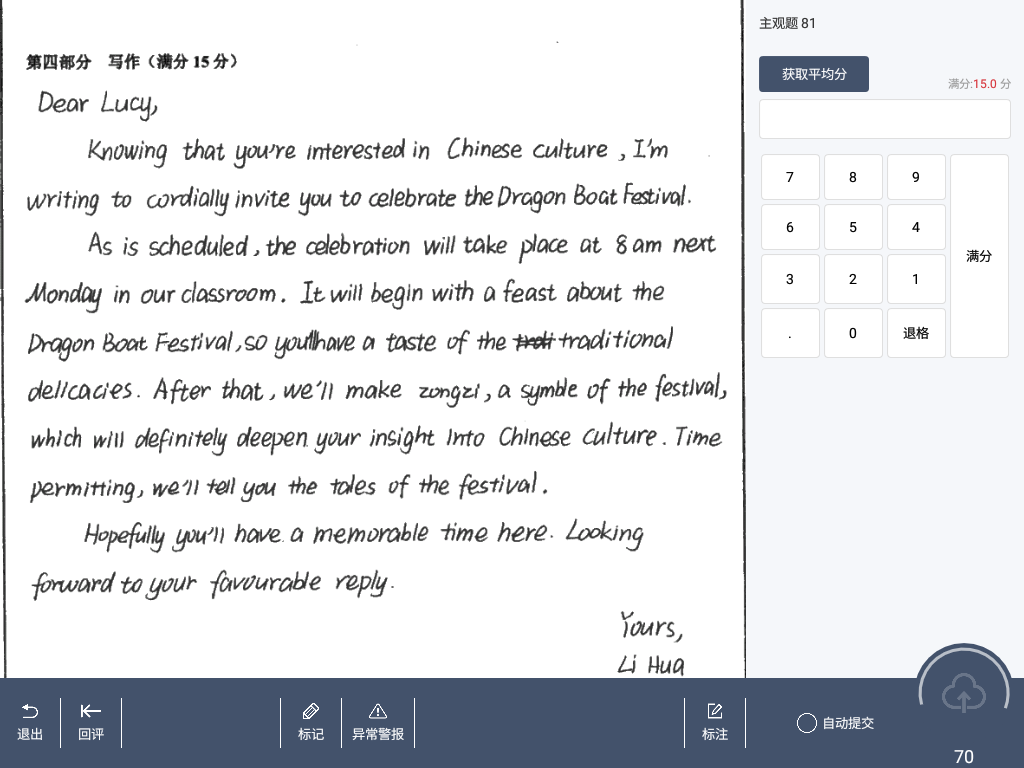 主观题 81
第四部分 写作（满分 15 分）
获取平均分
满分:15.0 分
Dear Lucy,
Knowing that you're interested in Chinese culture, I'm
writing to cordially invite you to celebrate the Dragon Boat Festival.
As is scheduled, the celebration will take place at 8 am next
Monday in our classroom. It will begin with a feast about the
Dragon Boat Festival, so you'll have a taste of the traditional
delicacies. After that, we'll make zongzi, a symble of the festival,
which will definitely deepen your insight into Chinese culture. Time
permitting, we'll tell you the tales of the festival.
Hopefully you'll have a memorable time here. Looking
forward to your favourable reply.
Yours,
Li Hua
7 8 9
6 5 4
满分
3 2 1
. 0 退格
退出 回评 标记 异常警报 标注 自动提交
70